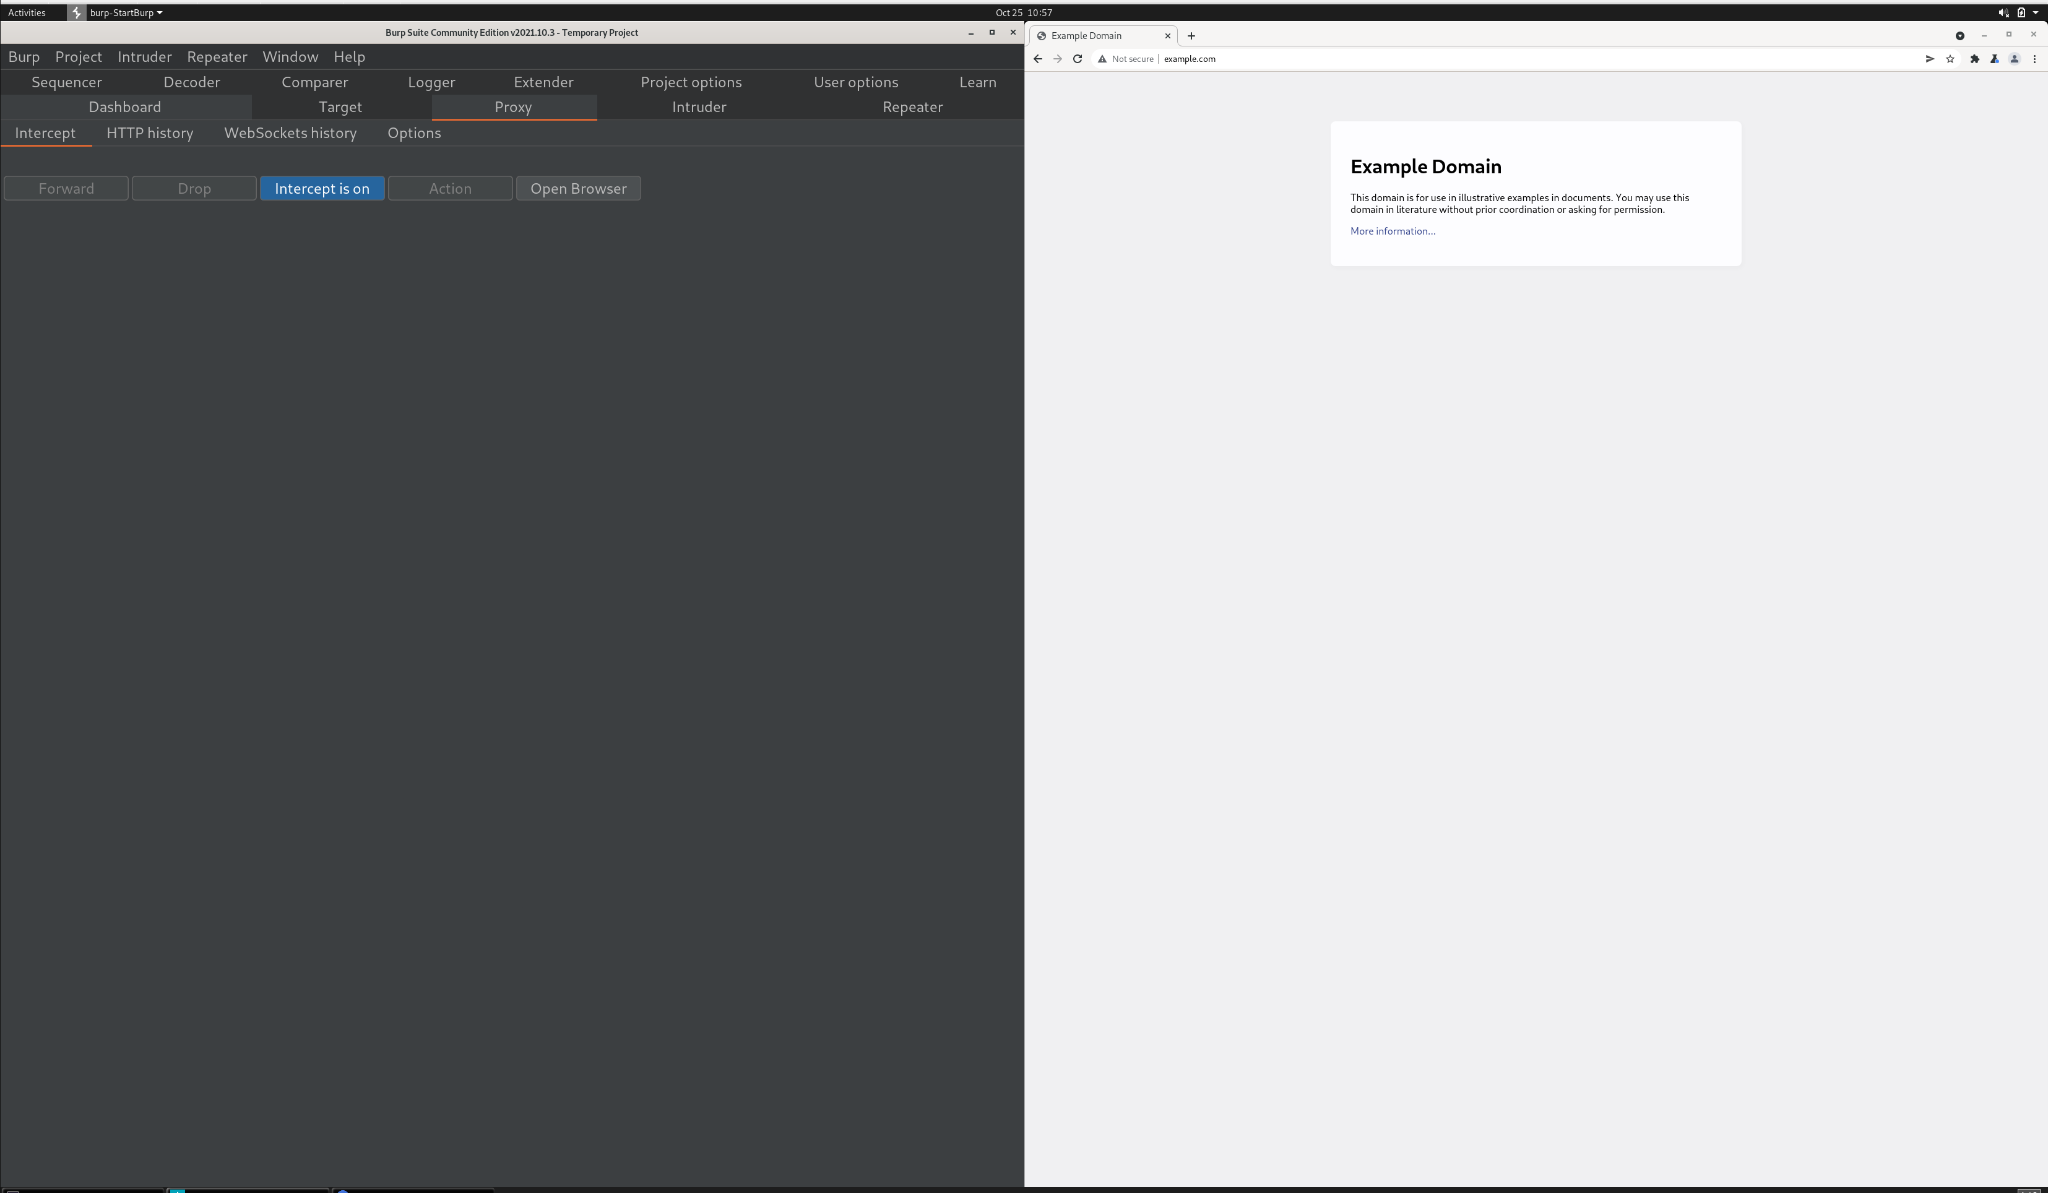 Activities burp-StartBurp Oct 25 10:57
Burp Suite Community Edition v2021.10.3 - Temporary Project
Burp Project Intruder Repeater Window Help
Sequencer Decoder Comparer Logger Extender Project options User options Learn
Dashboard Target Proxy Intruder Repeater
Intercept HTTP history WebSockets history Options
Forward Drop Intercept is on Action Open Browser
Example Domain
Not secure example.com
Example Domain
This domain is for use in illustrative examples in documents. You may use this
domain in literature without prior coordination or asking for permission.
More information...